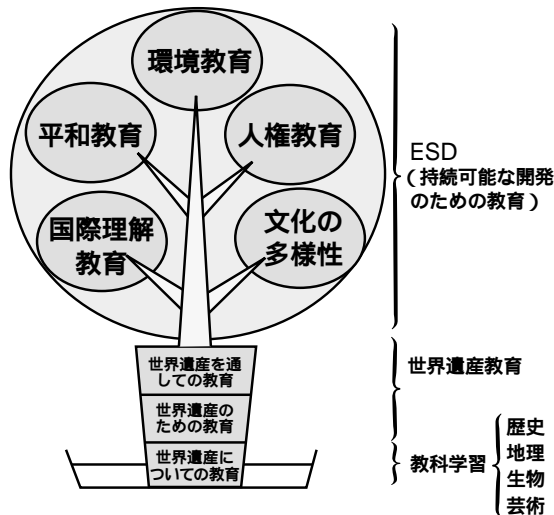 環境教育
平和教育
人権教育
国際理解
教育
文化の
多様性
ESD
(持続可能な開発
のための教育)
世界遺産を通
しての教育
世界遺産の
ための教育
世界遺産に
ついての教育
世界遺産教育
教科学習
歴史
地理
生物
芸術